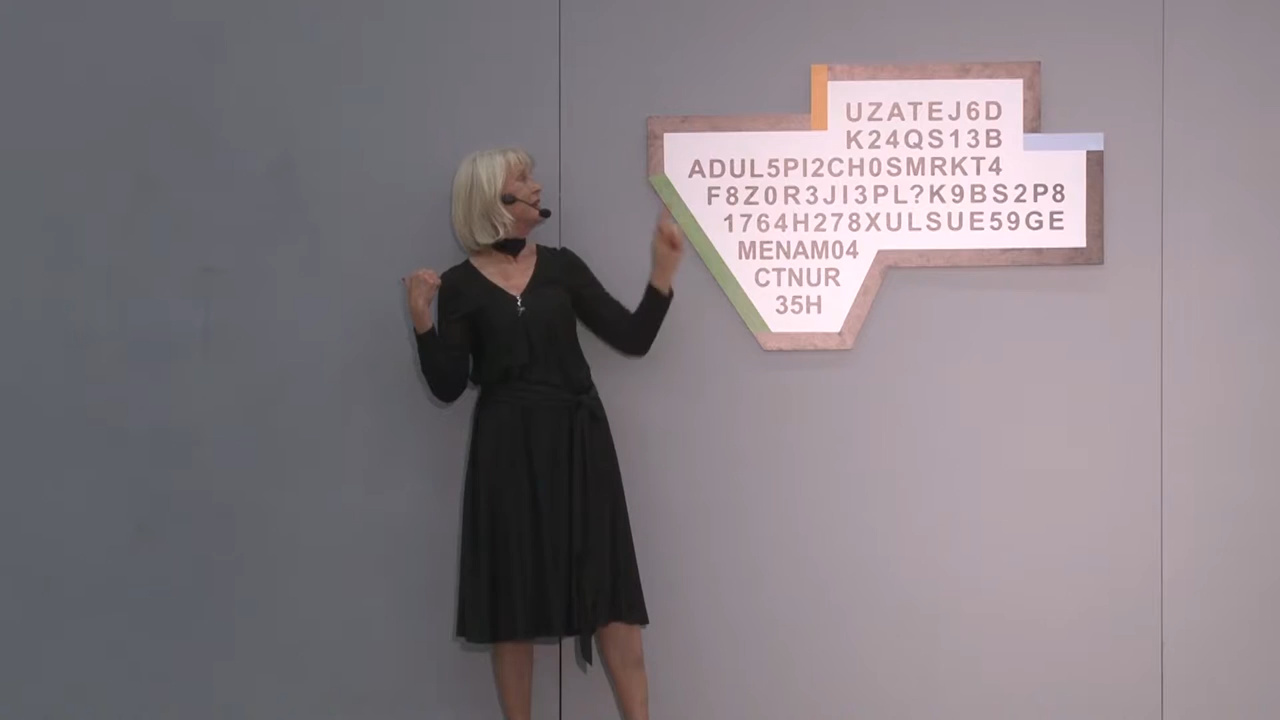 UZATEJ6D
K24QS13B
ADUL5PI2CH0SMRKT4
F8Z0R3JI3PL?K9BS2P8
1764H278XULSUE59GE
MENAM04
CTNUR
35H